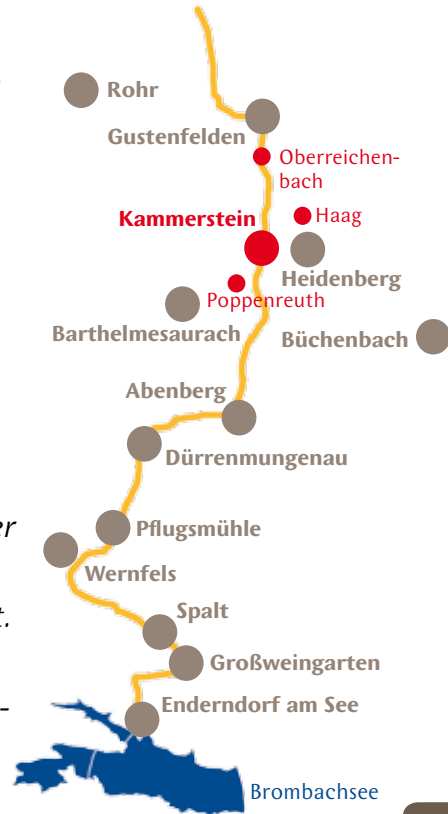 Rohr
Gustenfelden
Oberreichen-
bach
Kammerstein
Haag
Heidenberg
Poppenreuth
Barthelmesaurach
Büchenbach
Abenberg
Dürrenmungenau
er
Pflugsmühle
Wernfels
Spalt
t.
Großweingarten
Enderndorf am See
-
Brombachsee